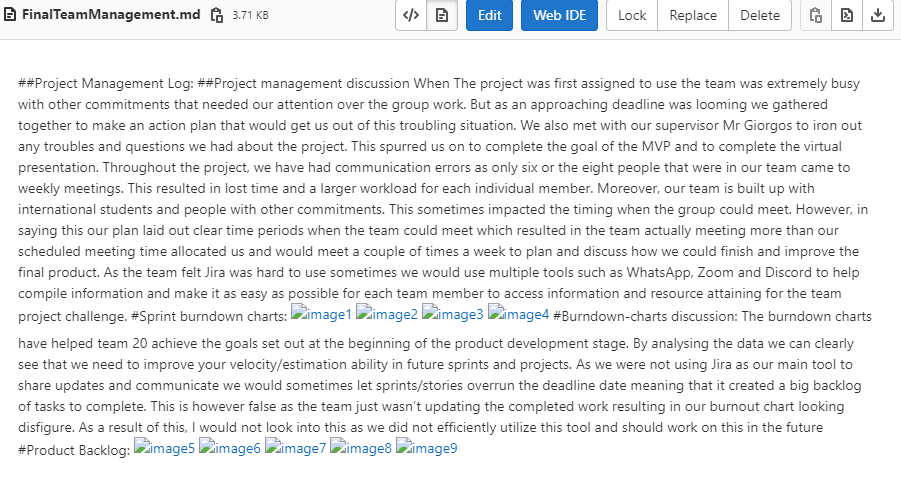 FinalTeamManagement.md 3.71 KB </> Edit Web IDE Lock Replace Delete
##Project Management Log: ##Project management discussion When The project was first assigned to use the team was extremely busy
with other commitments that needed our attention over the group work. But as an approaching deadline was looming we gathered
together to make an action plan that would get us out of this troubling situation. We also met with our supervisor Mr Giorgos to iron out
any troubles and questions we had about the project. This spurred us on to complete the goal of the MVP and to complete the virtual
presentation. Throughout the project, we have had communication errors as only six or the eight people that were in our team came to
weekly meetings. This resulted in lost time and a larger workload for each individual member. Moreover, our team is built up with
international students and people with other commitments. This sometimes impacted the timing when the group could meet. However, in
saying this our plan laid out clear time periods when the team could meet which resulted in the team actually meeting more than our
scheduled meeting time allocated us and would meet a couple of times a week to plan and discuss how we could finish and improve the
final product. As the team felt Jira was hard to use sometimes we would use multiple tools such as WhatsApp, Zoom and Discord to help
compile information and make it as easy as possible for each team member to access information and resource attaining for the team
project challenge. #Sprint burndown charts: image1 image2 image3 image4 #Burndown-charts discussion: The burndown charts
have helped team 20 achieve the goals set out at the beginning of the product development stage. By analysing the data we can clearly
see that we need to improve your velocity/estimation ability in future sprints and projects. As we were not using Jira as our main tool to
share updates and communicate we would sometimes let sprints/stories overrun the deadline date meaning that it created a big backlog
of tasks to complete. This is however false as the team just wasn't updating the completed work resulting in our burnout chart looking
disfigure. As a result of this, I would not look into this as we did not efficiently utilize this tool and should work on this in the future
#Product Backlog: image5 image6 image7 image8 image9